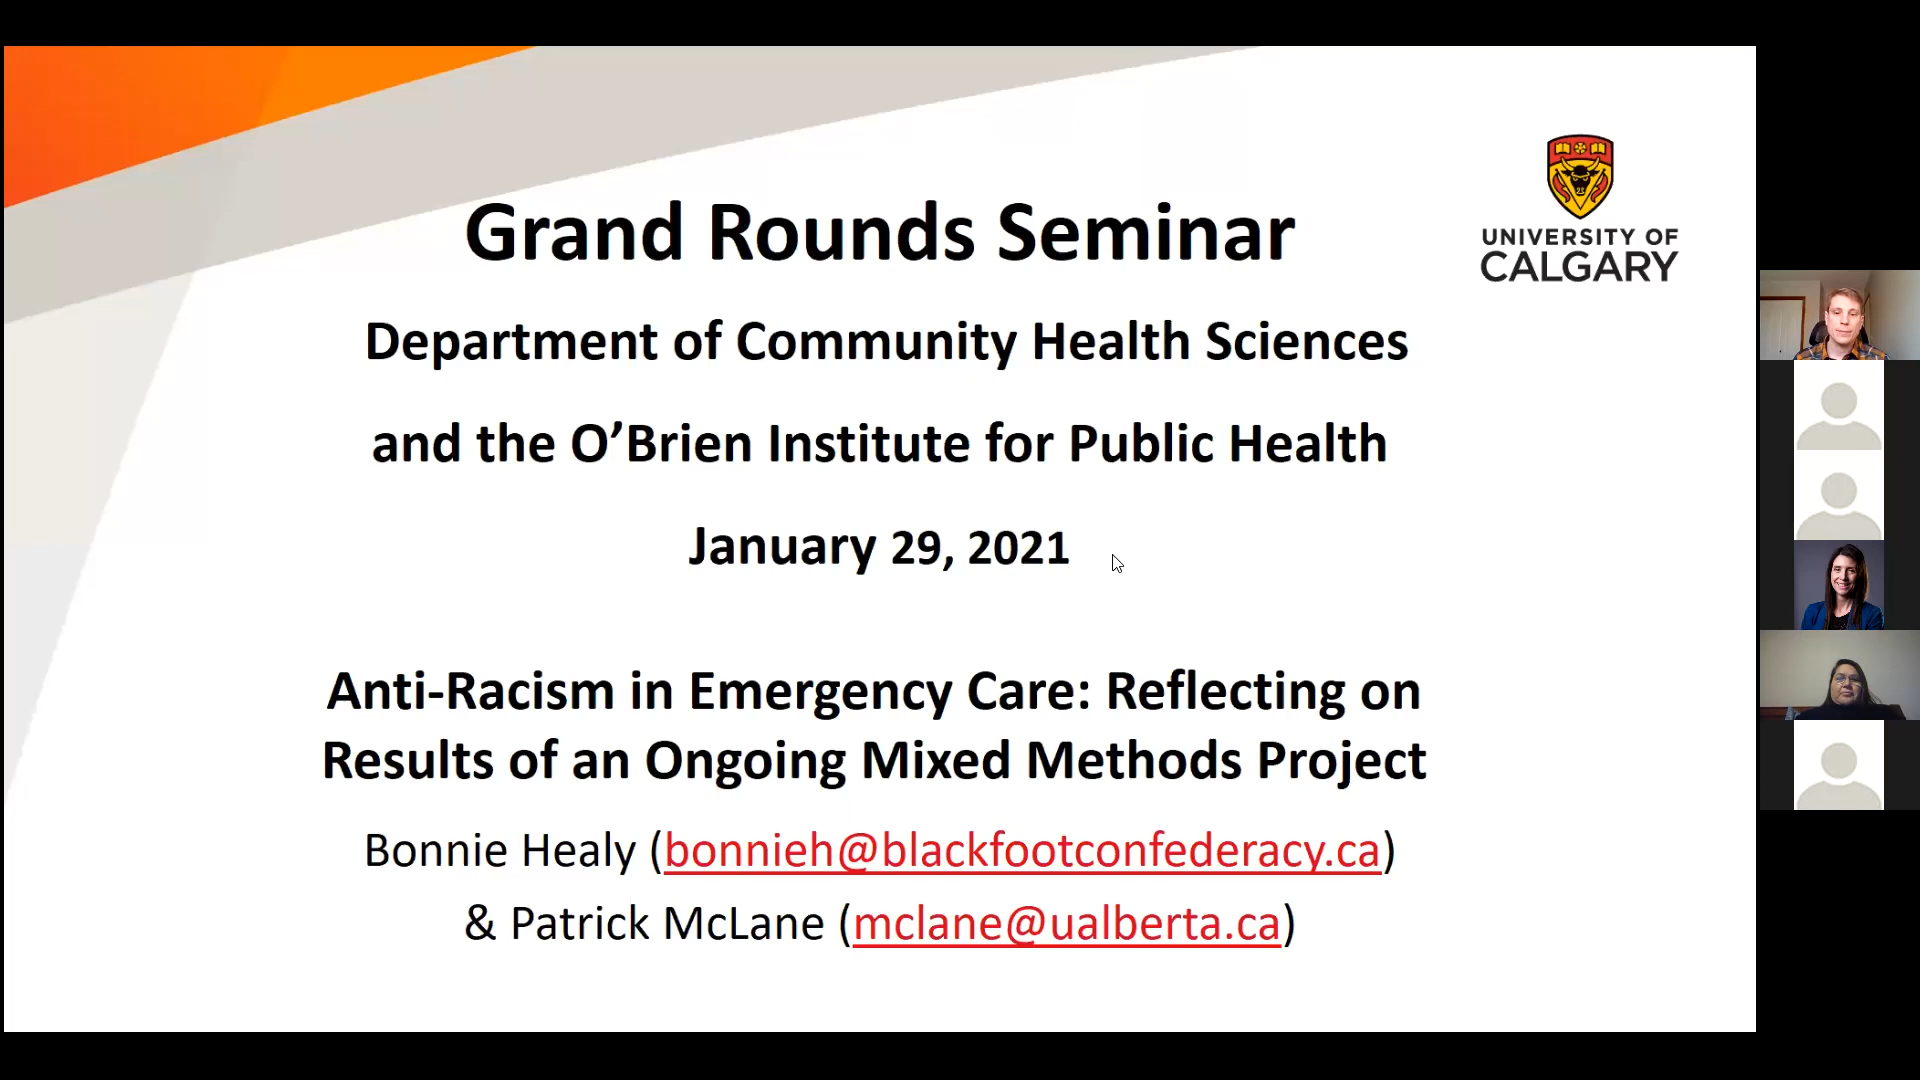 Grand Rounds Seminar
UNIVERSITY OF
CALGARY
Department of Community Health Sciences
and the O’Brien Institute for Public Health
January 29, 2021
Anti-Racism in Emergency Care: Reflecting on
Results of an Ongoing Mixed Methods Project
Bonnie Healy (bonnieh@blackfootconfederacy.ca)
& Patrick McLane (mclane@ualberta.ca)